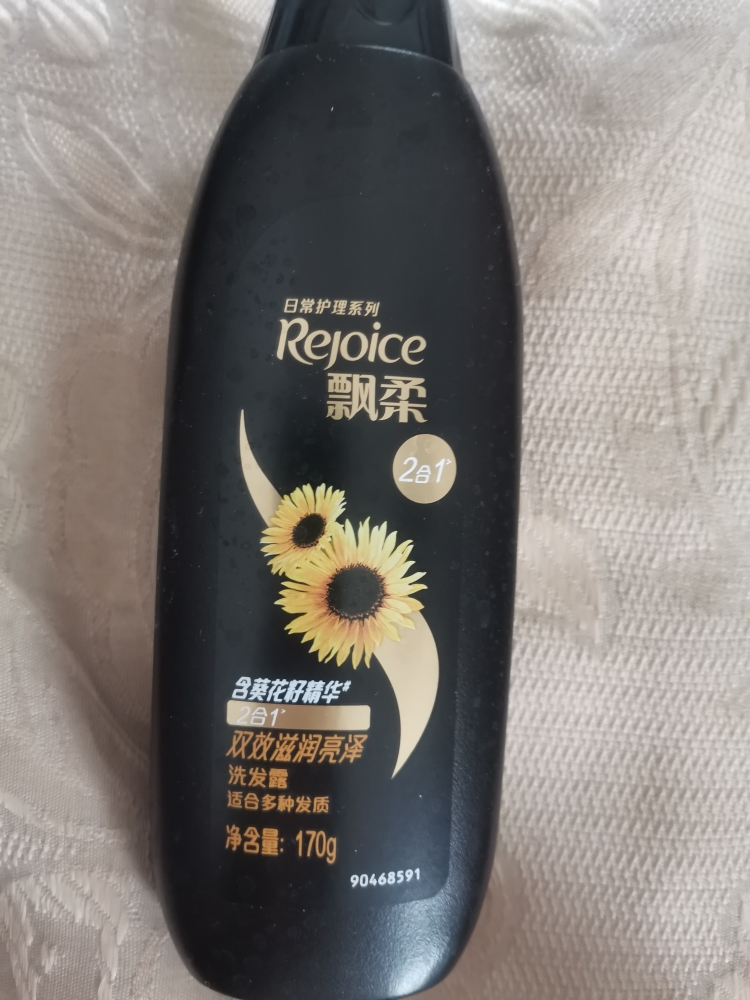 日常护理系列
Rejoice
飘柔
2合1*
含葵花籽精华#
2合1*
双效滋润亮泽
洗发露
适合多种发质
净含量: 170g
90468591